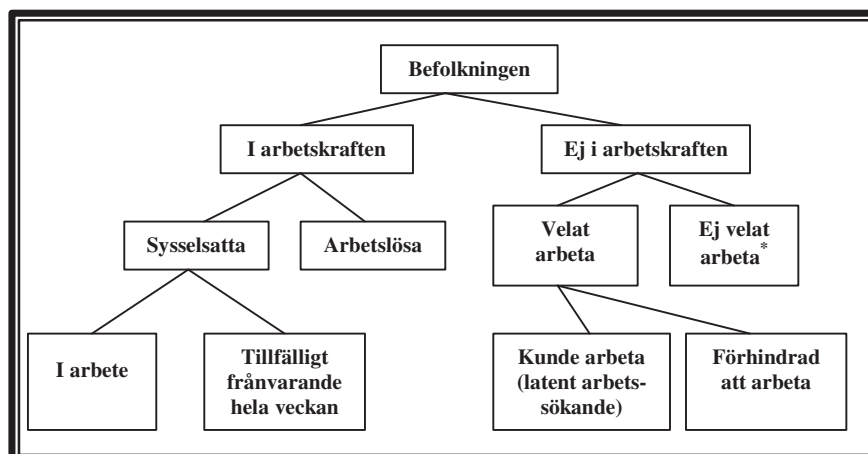 Befolkningen
I arbetskraften
Ej i arbetskraften
Sysselsatta
Arbetslösa
Velat
arbeta
Ej velat
arbeta*
I arbete
Tillfälligt
frånvarande
hela veckan
Kunde arbeta
(latent arbets-
sökande)
Förhindrad
att arbeta